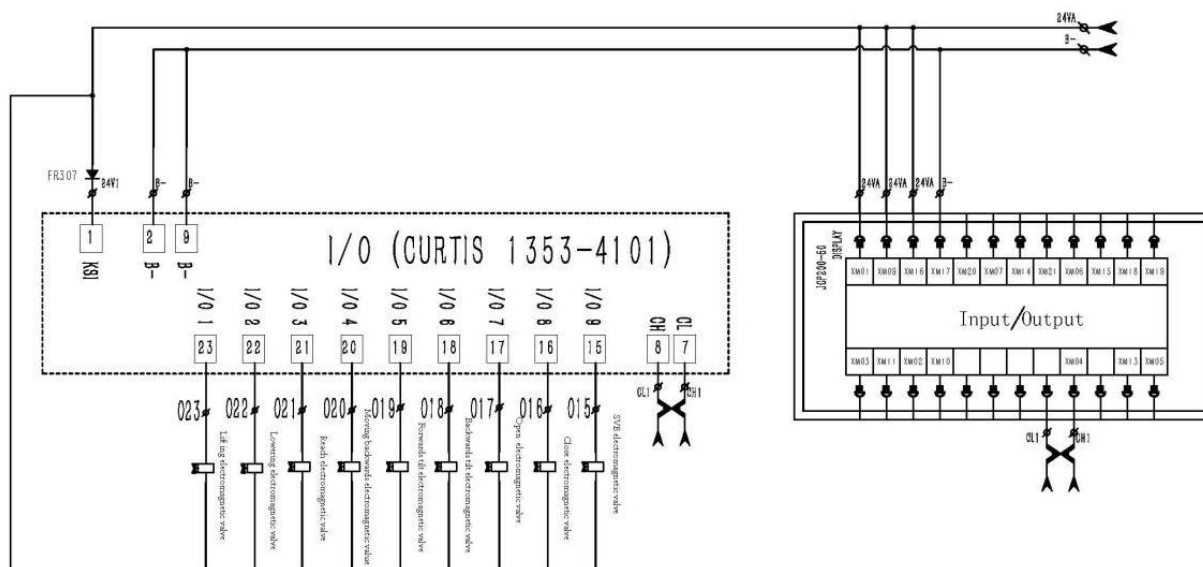 24VA
B-
FR307
24V1
B-
B-
24VA
24VA
24VA
B-
1
2
9
KSI
B-
B-
I/O (CURTIS 1353-4101)
I/O 1
I/O 2
I/O 3
I/O 4
I/O 5
I/O 6
I/O 7
I/O 8
I/O 9
CH
CL
23
22
21
20
19
18
17
16
15
8
7
CL1
CH1
023
022
021
020
019
018
017
016
015
Lifting electromagnetic valve
Lowering electromagnetic valve
Reach electromagnetic valve
Moving backwards electromagnetic value
Forwards tilt electromagnetic valve
Backwards tilt electromagnetic valve
Open electromagnetic valve
Close electromagnetic valve
SVB electromagnetic valve
DISPLAY
XM01
XM09
XM16
XM17
XM20
XM07
XM14
XM21
XM06
XM15
XM18
XM19
Input/Output
XM03
XM11
XM02
XM10
XM04
XM13
XM05
CL1
CH1